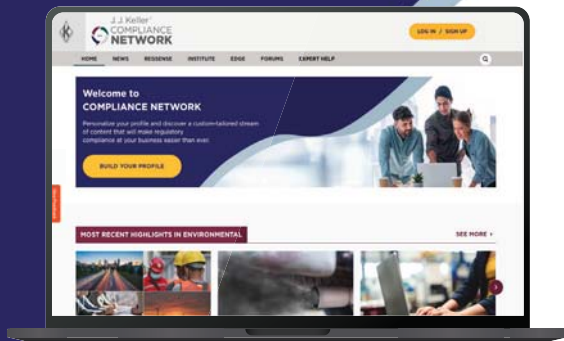 J. J. Keller®
COMPLIANCE
NETWORK
LOG IN / SIGN UP
HOME NEWS REGSENSE INSTITUTE EDGE FORUMS EXPERT HELP
Welcome to
COMPLIANCE NETWORK
Personalize your profile and discover a custom-tailored stream
of content that will make regulatory
compliance at your business easier than ever.
BUILD YOUR PROFILE
MOST RECENT HIGHLIGHTS IN ENVIRONMENTAL
SEE MORE >